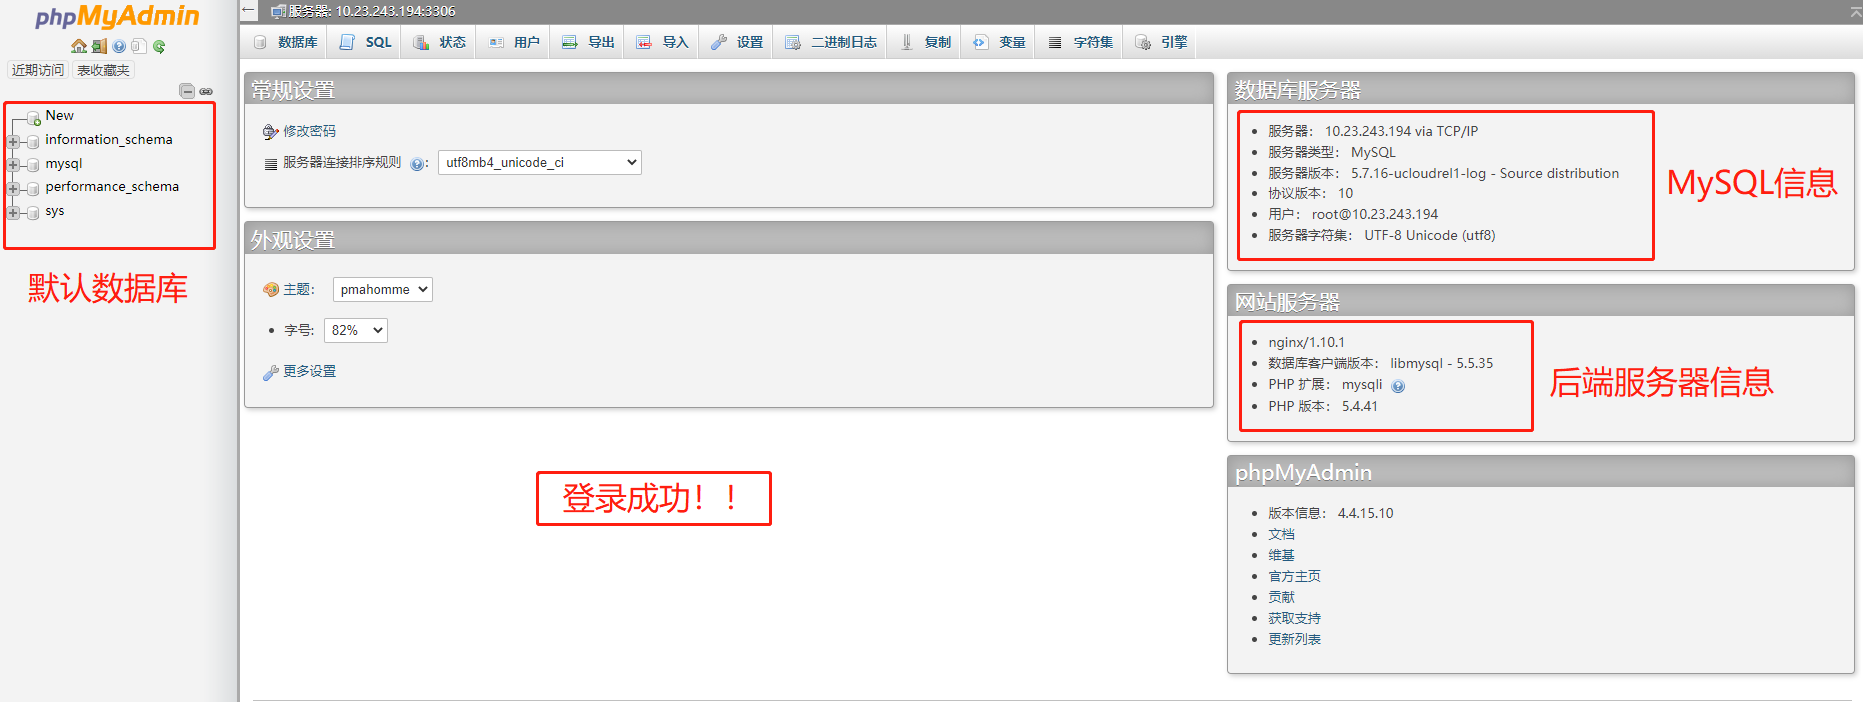 phpMyAdmin
近期访问 表收藏夹
New
information_schema
mysql
performance_schema
sys
默认数据库
服务器: 10.23.243.194:3306
数据库 SQL 状态 用户 导出 导入 设置 二进制日志 复制 变量 字符集 引擎
常规设置
修改密码
服务器连接排序规则 : utf8mb4_unicode_ci
外观设置
主题: pmahomme
字号: 82%
更多设置
登录成功！！
数据库服务器
服务器： 10.23.243.194 via TCP/IP
服务器类型： MySQL
服务器版本： 5.7.16-ucloudrel1-log - Source distribution
协议版本： 10
用户： root@10.23.243.194
服务器字符集： UTF-8 Unicode (utf8)
MySQL信息
网站服务器
nginx/1.10.1
数据库客户端版本： libmysql - 5.5.35
PHP 扩展： mysqli
PHP 版本： 5.4.41
后端服务器信息
phpMyAdmin
版本信息： 4.4.15.10
文档
维基
官方主页
贡献
获取支持
更新列表